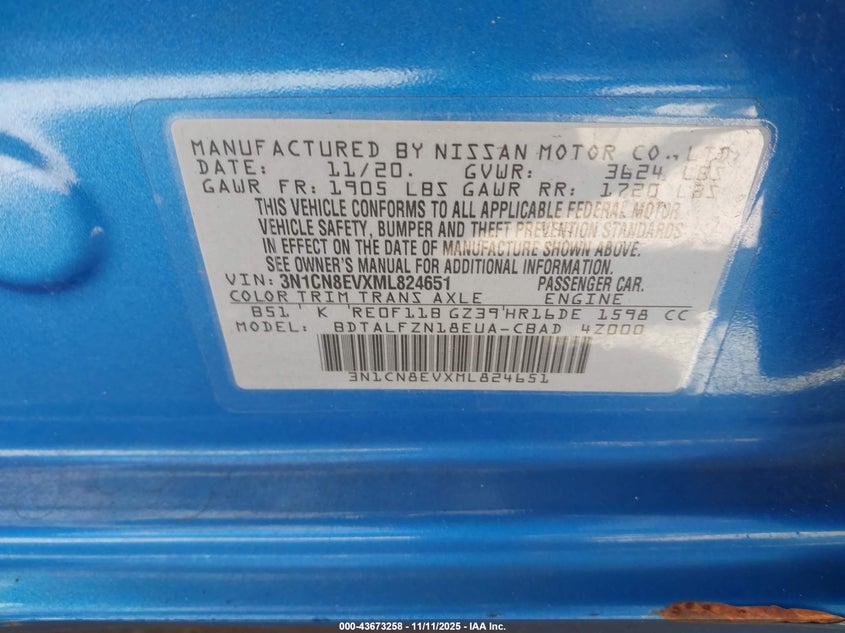 MANUFACTURED BY NISSAN MOTOR CO., LTD.
DATE: 11/20. GVWR: 3624 LBS
GAWR FR: 1905 LBS GAWR RR: 1720 LBS
THIS VEHICLE CONFORMS TO ALL APPLICABLE FEDERAL MOTOR
VEHICLE SAFETY, BUMPER AND THEFT PREVENTION STANDARDS
IN EFFECT ON THE DATE OF MANUFACTURE SHOWN ABOVE.
SEE OWNER'S MANUAL FOR ADDITIONAL INFORMATION.
VIN: 3N1CN8EVXML824651 PASSENGER CAR.
COLOR TRIM TRANS AXLE ENGINE
B51 ' K 'RE0F11B GZ39'HR16DE 1598 CC
MODEL: BDTALFZN18EUA-CBAD 4Z000
3N1CN8EVXML824651
000-43673258 - 11/11/2025 - IAA Inc.